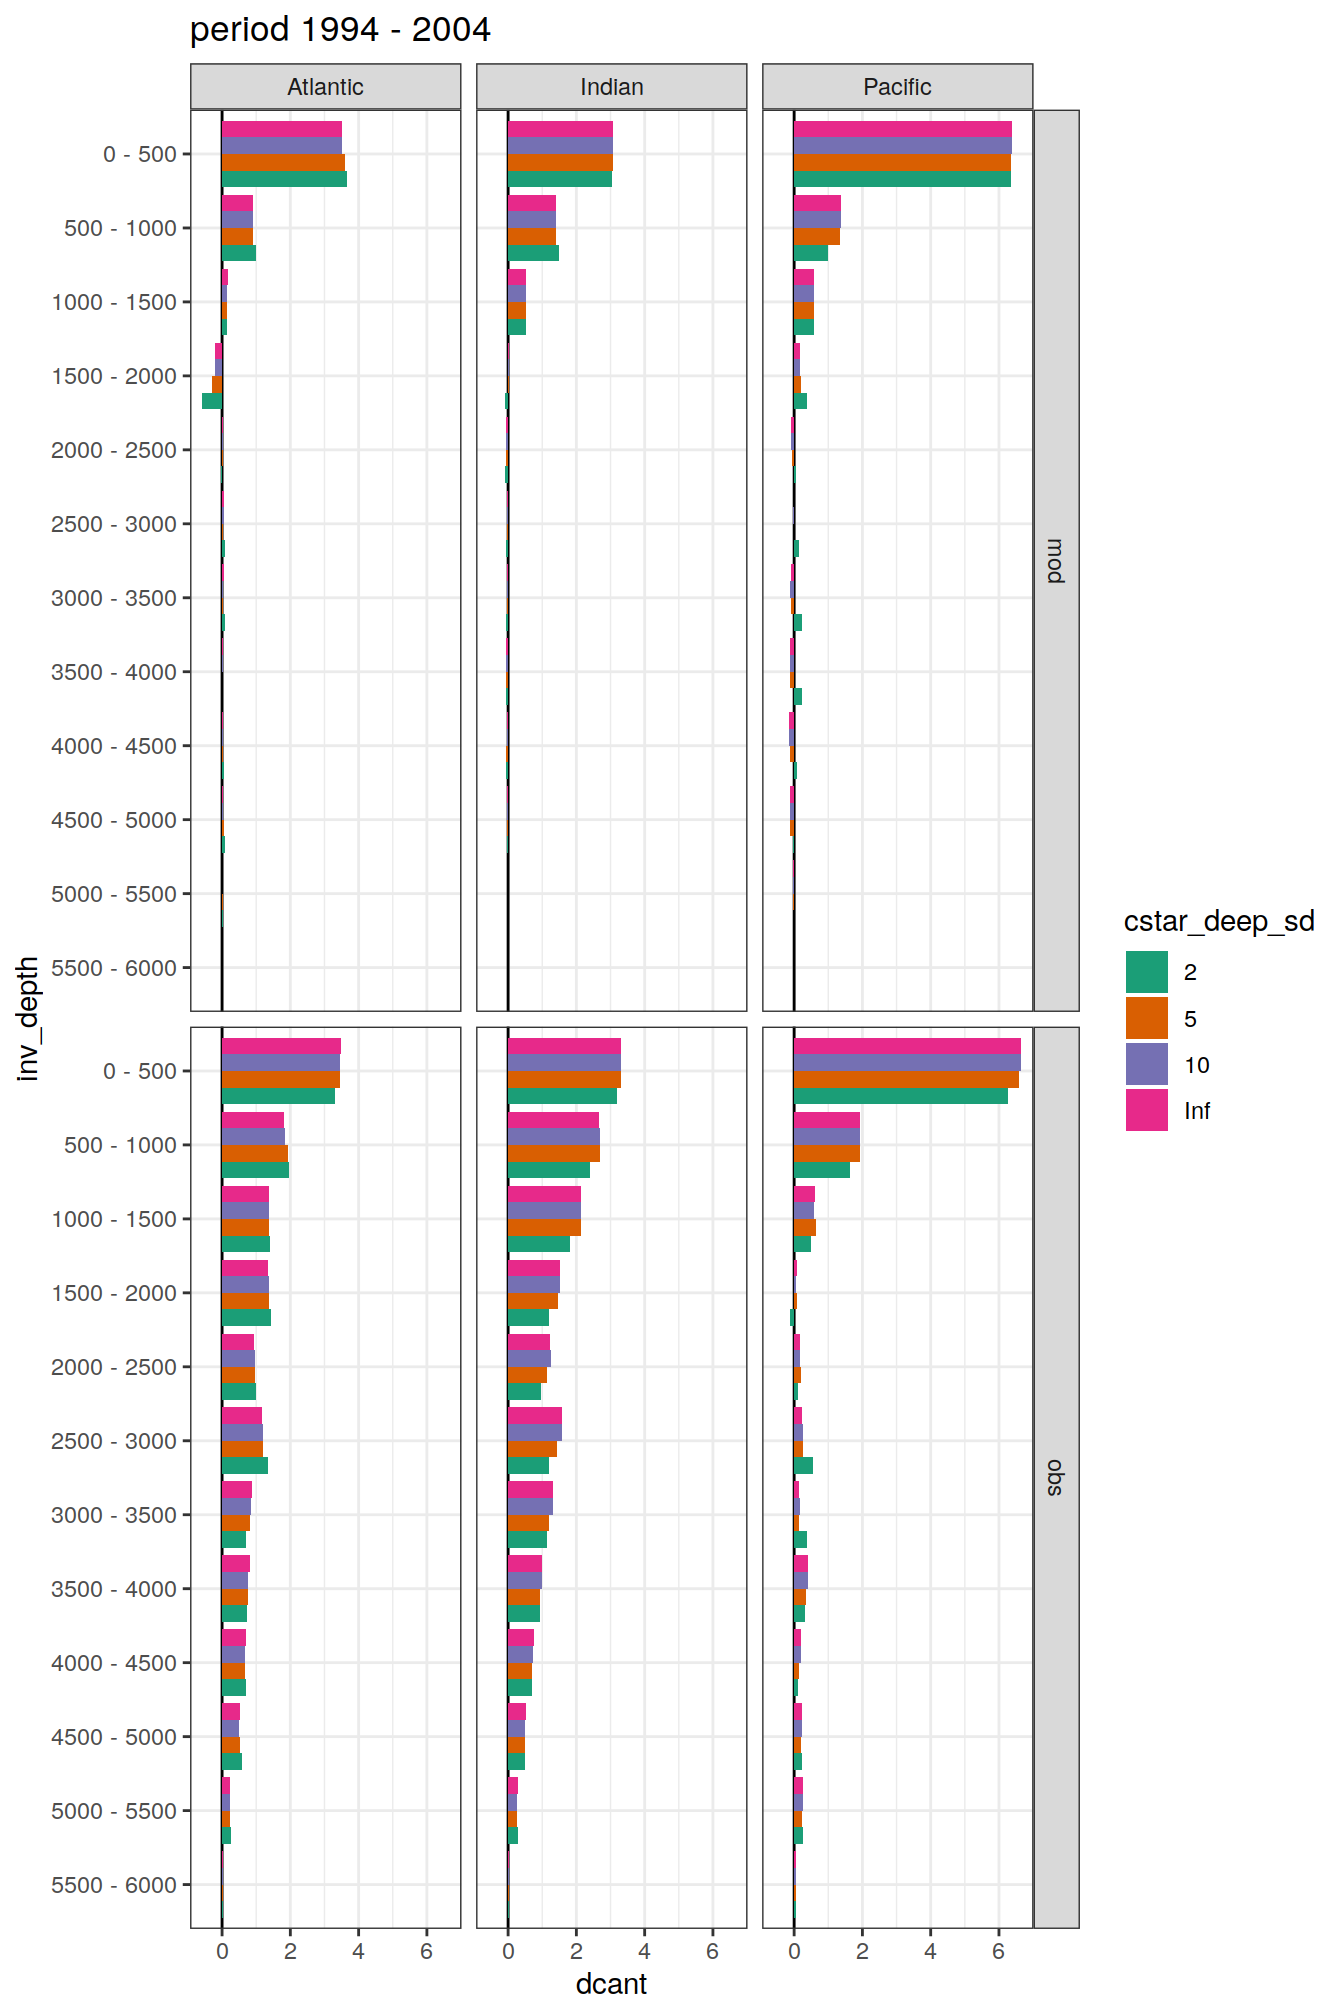 period 1994 - 2004
Atlantic
Indian
Pacific
0 - 500
500 - 1000
1000 - 1500
1500 - 2000
2000 - 2500
2500 - 3000
3000 - 3500
3500 - 4000
4000 - 4500
4500 - 5000
5000 - 5500
5500 - 6000
mod
0 - 500
500 - 1000
1000 - 1500
1500 - 2000
2000 - 2500
2500 - 3000
3000 - 3500
3500 - 4000
4000 - 4500
4500 - 5000
5000 - 5500
5500 - 6000
obs
inv_depth
0 2 4 6
0 2 4 6
0 2 4 6
dcant
cstar_deep_sd
2
5
10
Inf